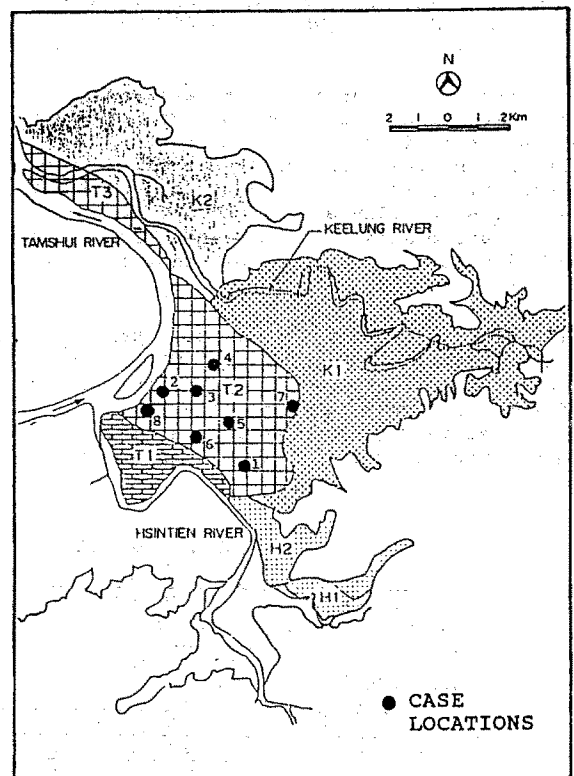 N
2 1 0 1 2Km
T3
K2
TAMSHUI RIVER
KEELUNG RIVER
K1
4
2
3
T2
7
8
5
6
T1
1
HSINTIEN RIVER
H2
H1
● CASE
LOCATIONS